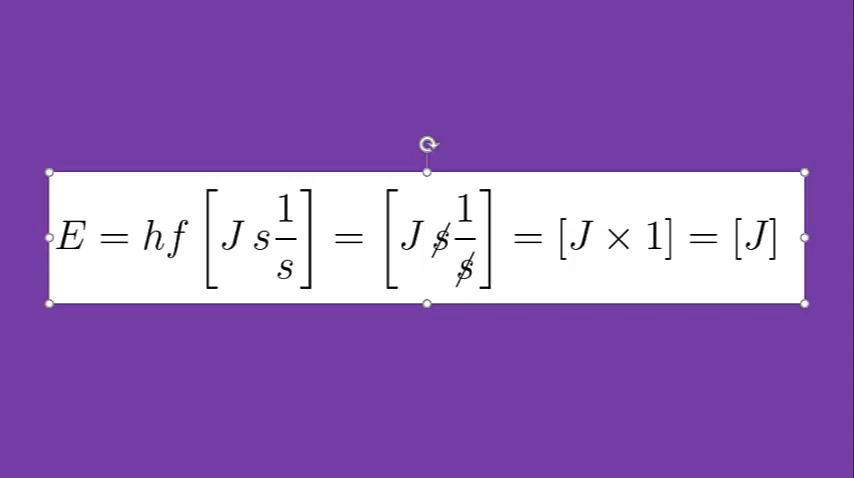 E = hf [J s 1/s] = [J s̸ 1/s̸] = [J × 1] = [J]